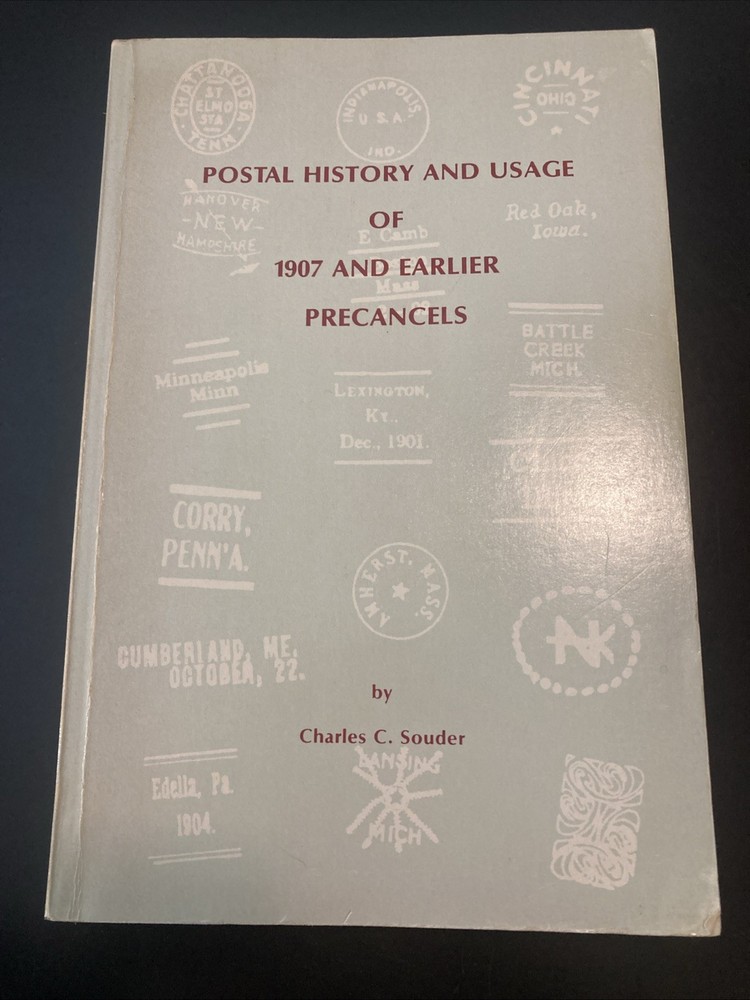 CHATTANOOGA
ST
ELMO
STA
TENN
INDIANAPOLIS,
U.S.A.
IND.
CINCINNATI
OHIO
POSTAL HISTORY AND USAGE
HANOVER
-NEW-
HAMPSHIRE
OF
E Camb
Mass
Red Oak,
Iowa.
1907 AND EARLIER
PRECANCELS
BATTLE
CREEK
MICH.
Minneapolis
Minn
LEXINGTON,
KY.,
Dec., 1901.
CORRY,
PENN'A.
AMHERST. MASS.
CUMBERLAND, ME.
OCTOBER, 22.
by
Charles C. Souder
LANSING
MICH
Edella, Pa.
1904.